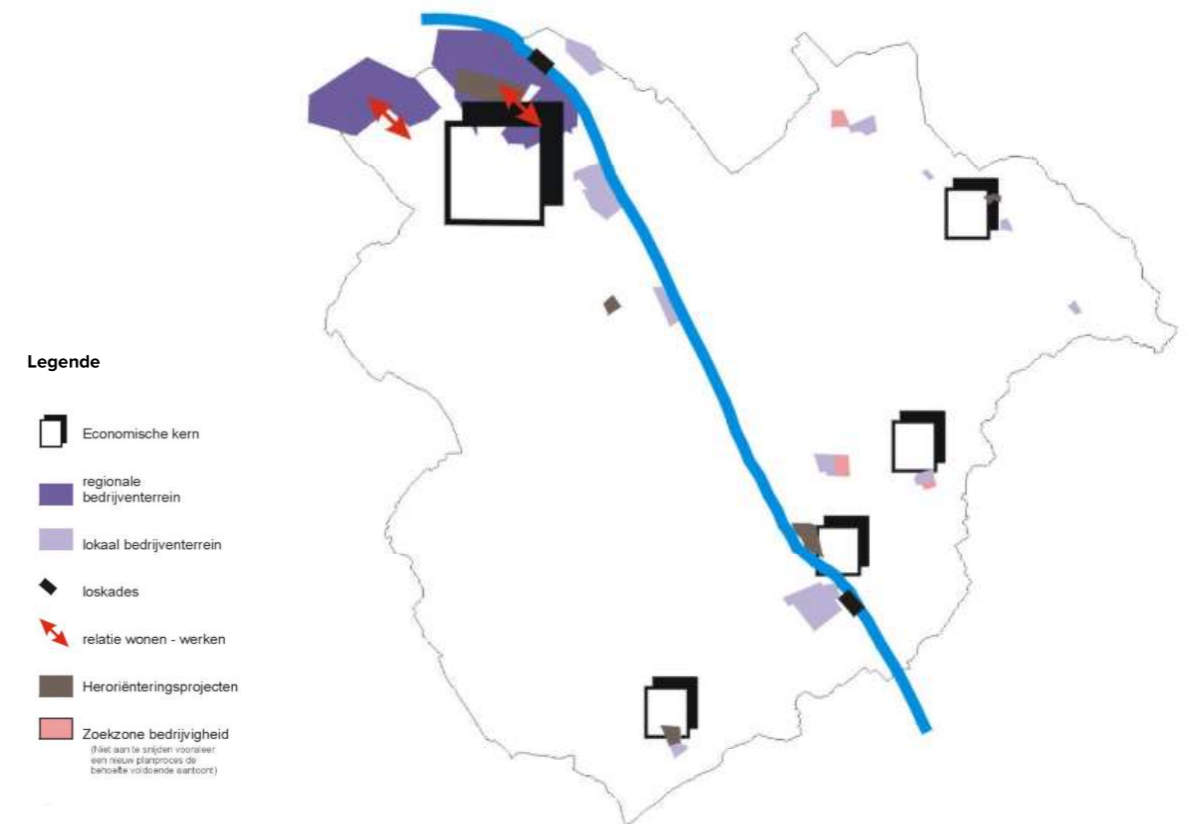 Legende
Economische kern
regionale
bedrijventerrein
lokaal bedrijventerrein
loskades
relatie wonen - werken
Heroriënteringsprojecten
Zoekzone bedrijvigheid
(Niet aan te snijden vooraleer
een nieuw planproces de
behoefte voldoende aantoont)